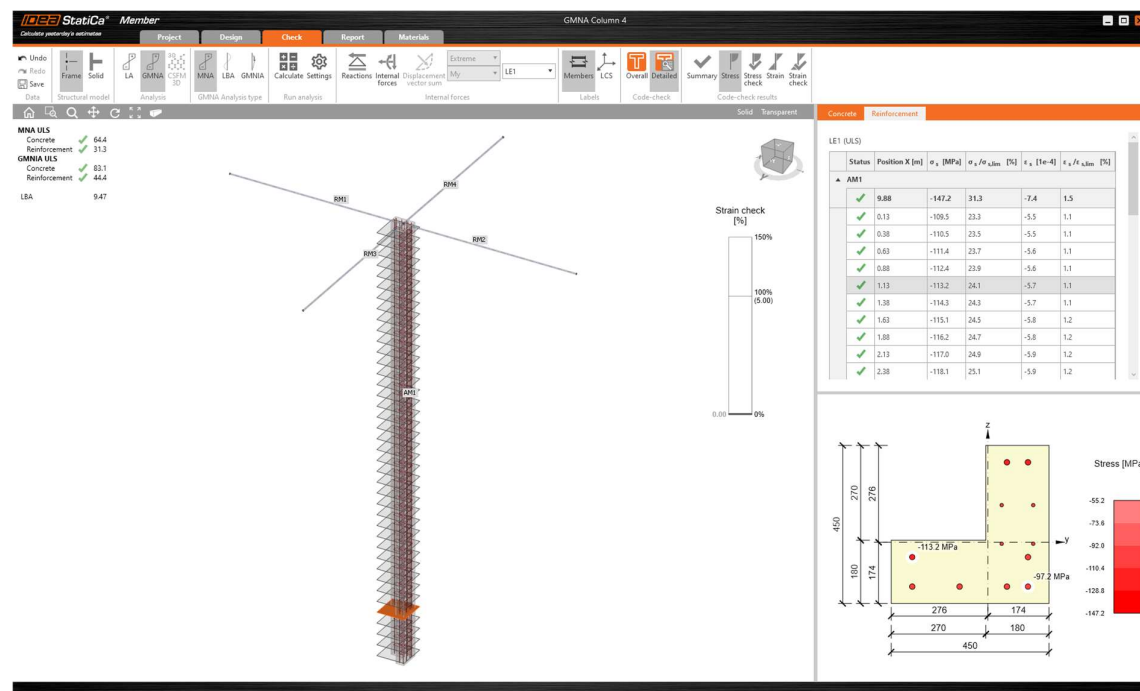 IDEA StatiCa® Member
Calculate yesterday's estimates
GMNA Column 4
Project Design Check Report Materials
Undo
Redo
Save
Frame Solid
LA GMNA CSFM 3D
MNA LBA GMNIA
Calculate Settings
Reactions Internal forces Displacement vector sum
Extreme
My
LE1
Members LCS
Overall Detailed
Summary Stress Stress check Strain Strain check
Data Structural model Analysis GMNA Analysis type Run analysis Internal forces Labels Code-check Code-check results
Solid Transparent
MNA ULS
Concrete 64.4
Reinforcement 31.3
GMNIA ULS
Concrete 83.1
Reinforcement 44.4
LBA 9.47
RM4
RM1
RM2
RM3
AM1
Strain check
[%]
150%
100%
(5.00)
0.00 0%
Concrete Reinforcement
LE1 (ULS)
Status Position X [m] σ s [MPa] σ s/σ s,lim [%] ε s [1e-4] ε s/ε s,lim [%]
AM1
9.88 -147.2 31.3 -7.4 1.5
0.13 -109.5 23.3 -5.5 1.1
0.38 -110.5 23.5 -5.5 1.1
0.63 -111.4 23.7 -5.6 1.1
0.88 -112.4 23.9 -5.6 1.1
1.13 -113.2 24.1 -5.7 1.1
1.38 -114.3 24.3 -5.7 1.1
1.63 -115.1 24.5 -5.8 1.2
1.88 -116.2 24.7 -5.8 1.2
2.13 -117.0 24.9 -5.9 1.2
2.38 -118.1 25.1 -5.9 1.2
z
y
450
270
276
180
174
-113.2 MPa
-97.2 MPa
276 174
270 180
450
Stress [MPa
-55.2
-73.6
-92.0
-110.4
-128.8
-147.2